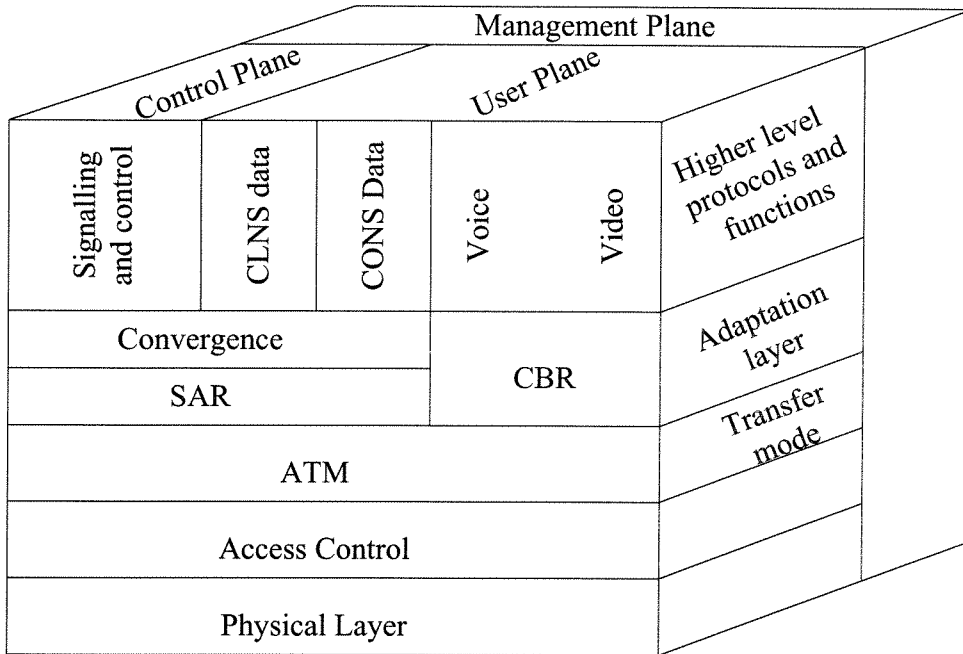 Management Plane
Control Plane
User Plane
Signalling
and control
CLNS data
CONS Data
Voice
Video
Higher level
protocols and
functions
Convergence
SAR
CBR
Adaptation
layer
ATM
Transfer
mode
Access Control
Physical Layer